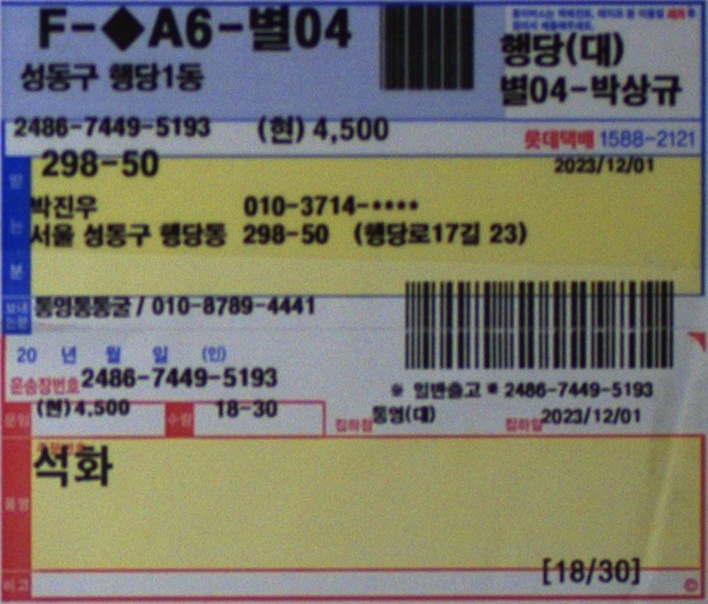 F-◆A6-별04
성동구 행당1동
행당(대)
별04-박상규
2486-7449-5193 (현) 4,500
롯데택배 1588-2121
298-50
2023/12/01
받는분
박진우 010-3714-****
서울 성동구 행당동 298-50 (행당로17길 23)
통영통통굴 / 010-8789-4441
20 년 월 일 (인)
운송장번호 2486-7449-5193
※ 일반출고 * 2486-7449-5193
운임 (현)4,500 수량 18-30
집하점 통영(대) 집하일 2023/12/01
석화
품명
[18/30]
비고